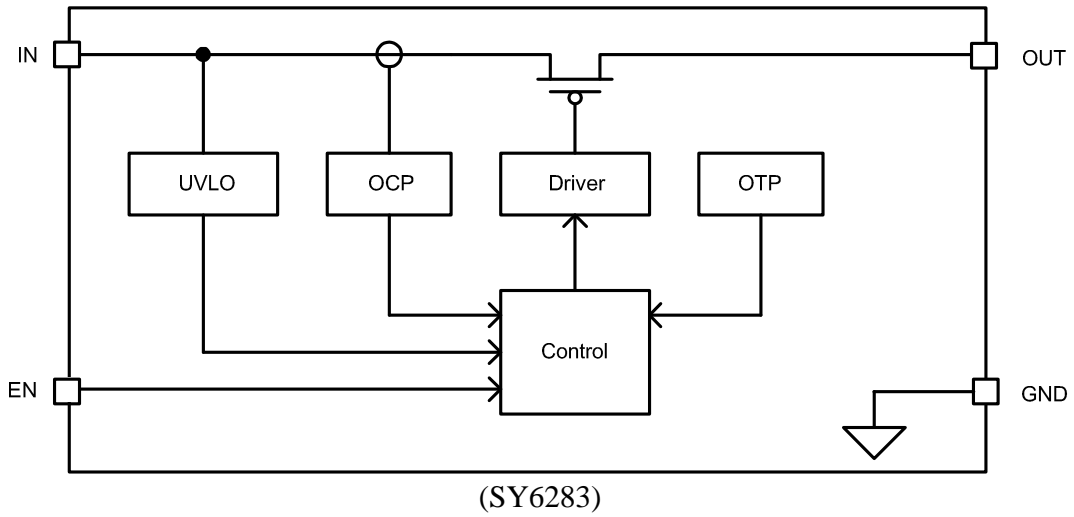 IN
OUT
UVLO
OCP
Driver
OTP
Control
EN
GND
(SY6283)